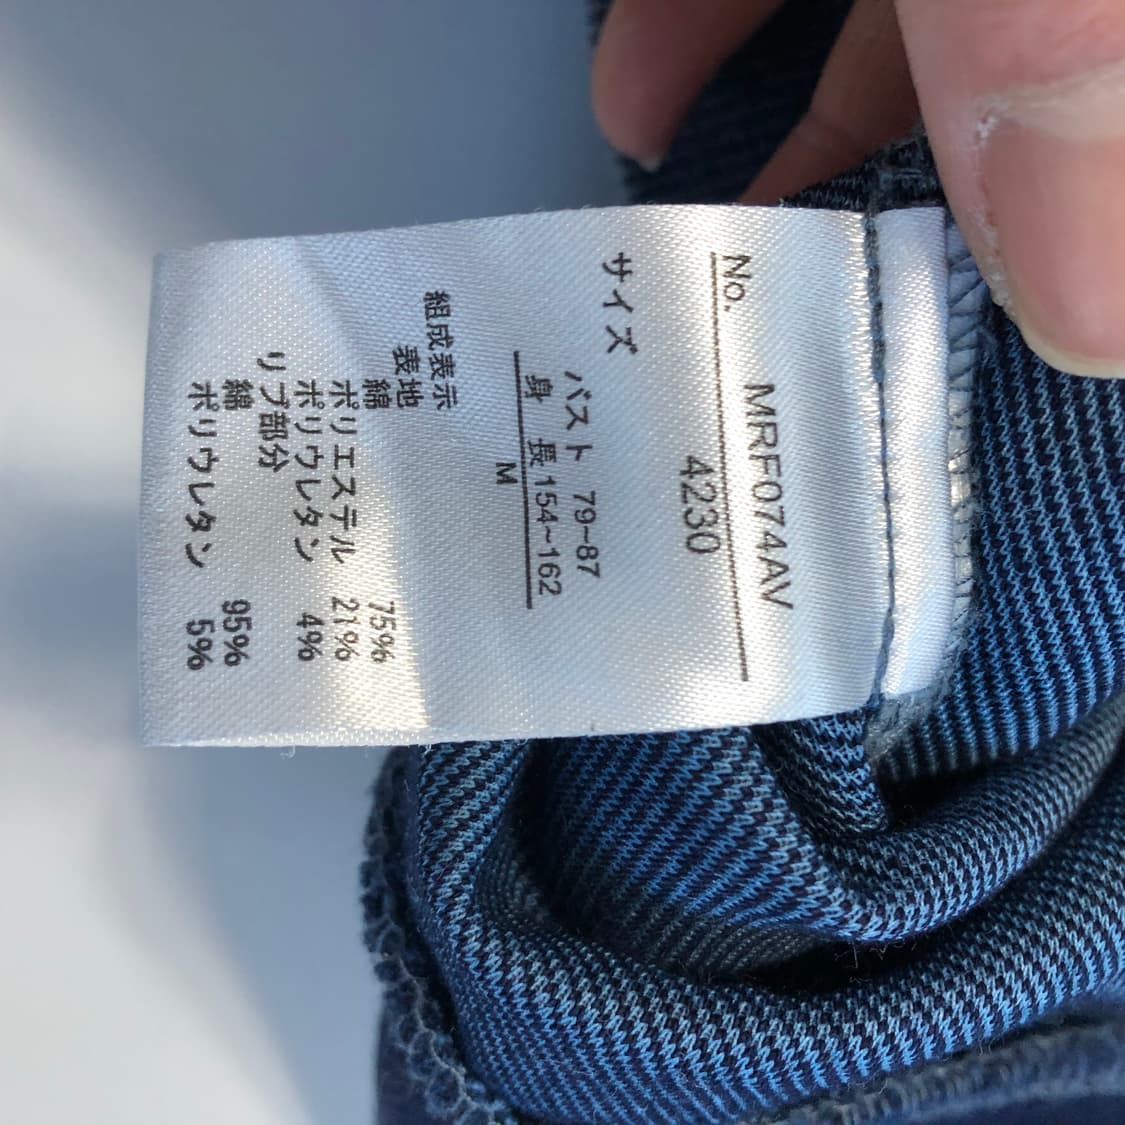 No. MRF074AV
4230
サイズ
バスト 79~87
身 長 154~162
M
組成表示
表地
綿 75%
ポリエステル 21%
ポリウレタン 4%
リブ部分
綿 95%
ポリウレタン 5%